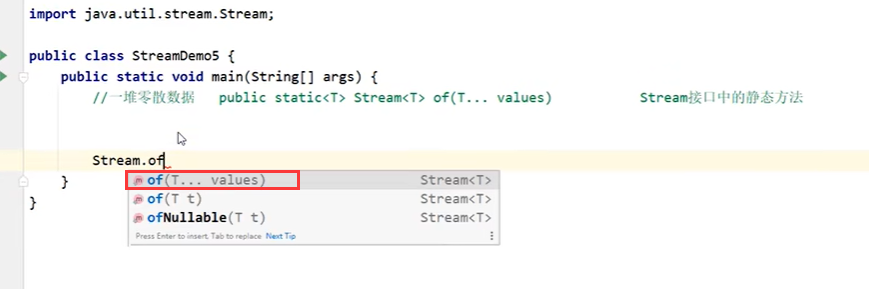 import java.util.stream.Stream;
public class StreamDemo5 {
public static void main(String[] args) {
//一堆零散数据 public static<T> Stream<T> of(T... values) Stream接口中的静态方法
Stream.of
of(T... values) Stream<T>
of(T t) Stream<T>
ofNullable(T t) Stream<T>
Press Enter to insert, Tab to replace Next Tip
}
}